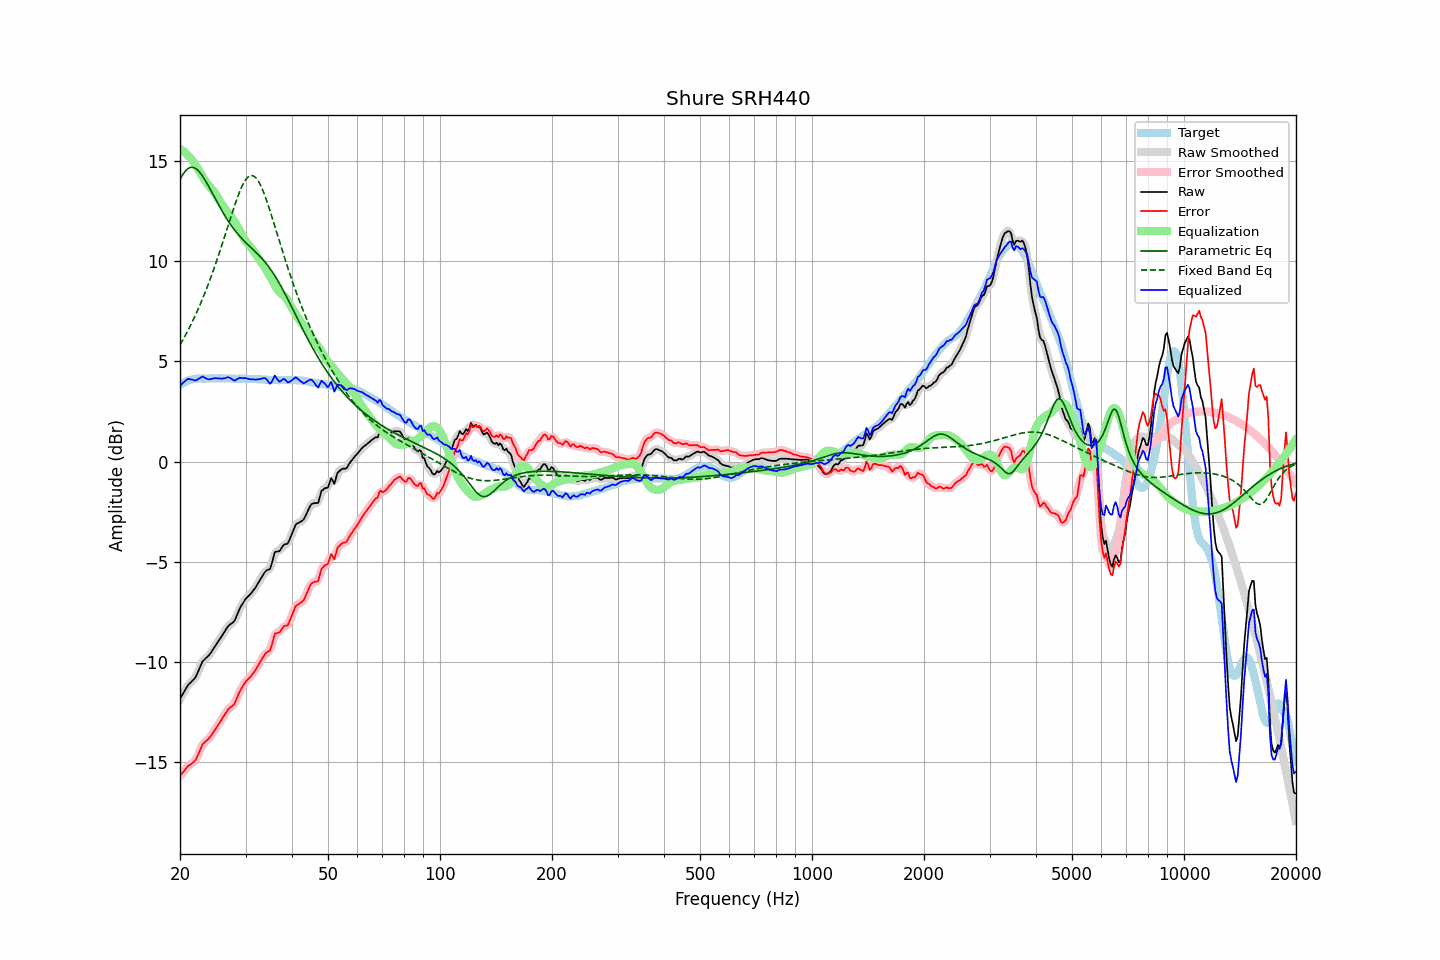 Shure SRH440
Target
Raw Smoothed
Error Smoothed
Raw
Error
Equalization
Parametric Eq
Fixed Band Eq
Equalized
Amplitude (dBr)
15
10
5
0
−5
−10
−15
20
50
100
200
500
1000
2000
5000
10000
20000
Frequency (Hz)